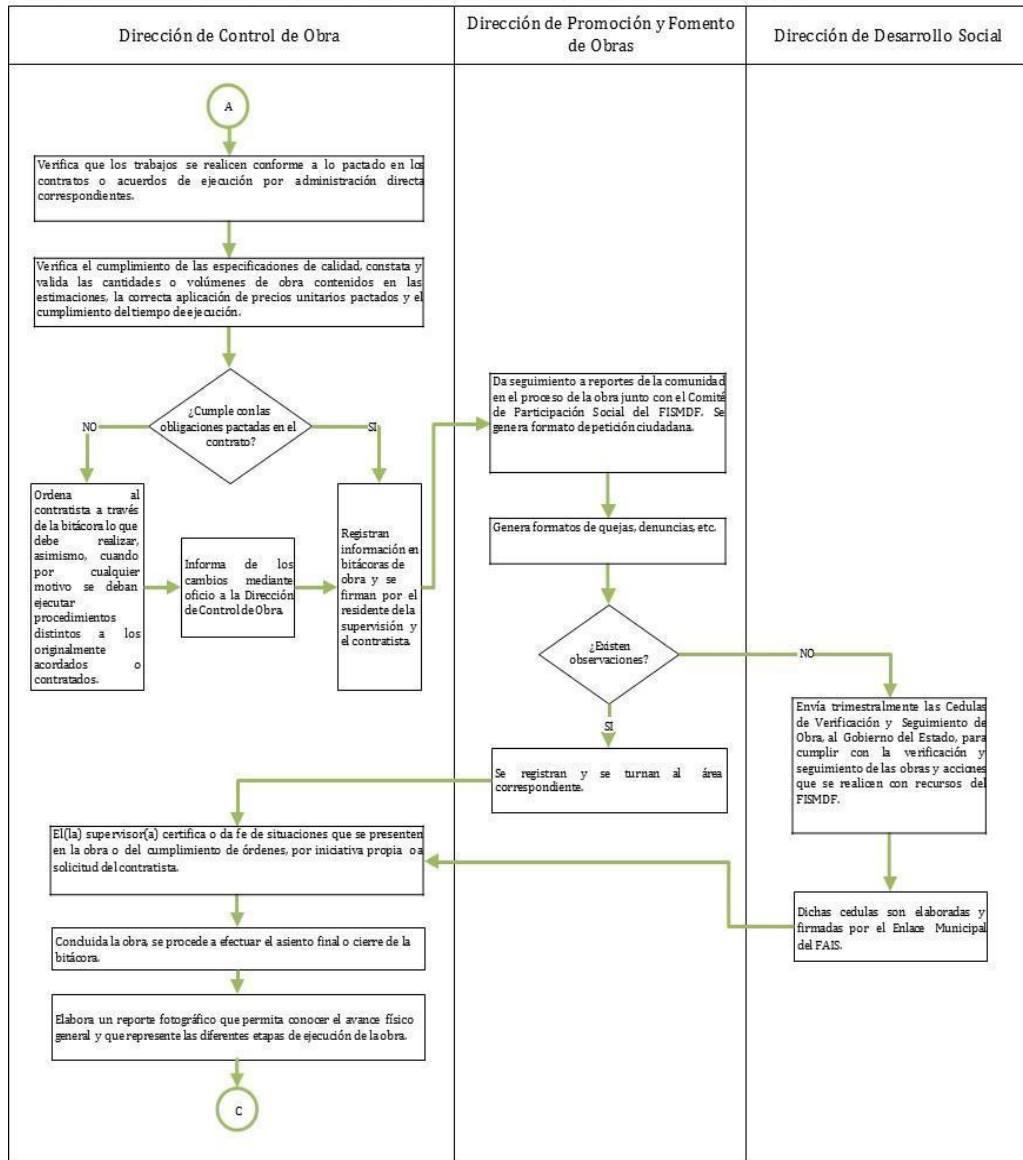 Dirección de Control de Obra
Dirección de Promoción y Fomento
de Obras
Dirección de Desarrollo Social
A
Verifica que los trabajos se realicen conforme a lo pactado en los
contratos o acuerdos de ejecución por administración directa
correspondientes.
Verifica el cumplimiento de las especificaciones de calidad, constata y
valida las cantidades o volúmenes de obra contenidos en las
estimaciones, la correcta aplicación de precios unitarios pactados y el
cumplimiento del tiempo de ejecución.
¿Cumple con las
obligaciones pactadas en el
contrato?
NO
SI
Ordena al
contratista a través
de la bitácora lo que
debe realizar,
asimismo, cuando
por cualquier
motivo se deban
ejecutar
procedimientos
distintos a los
originalmente
acordados o
contratados.
Informa de los
cambios mediante
oficio a la Dirección
de Control de Obra.
Registran
información en
bitácoras de
obra y se
firman por el
residente de la
supervisión y
el contratista.
Da seguimiento a reportes de la comunidad
en el proceso de la obra junto con el Comité
de Participación Social del FISMDF. Se
genera formato de petición ciudadana.
Genera formatos de quejas, denuncias, etc.
¿Existen
observaciones?
NO
SI
Se registran y se turnan al área
correspondiente.
Envía trimestralmente las Cedulas
de Verificación y Seguimiento de
Obra, al Gobierno del Estado, para
cumplir con la verificación y
seguimiento de las obras y acciones
que se realicen con recursos del
FISMDF.
Dichas cedulas son elaboradas y
firmadas por el Enlace Municipal
del FAIS.
El(la) supervisor(a) certifica o da fe de situaciones que se presenten
en la obra o del cumplimiento de órdenes, por iniciativa propia o a
solicitud del contratista.
Concluida la obra, se procede a efectuar el asiento final o cierre de la
bitácora.
Elabora un reporte fotográfico que permita conocer el avance físico
general y que represente las diferentes etapas de ejecución de la obra.
C